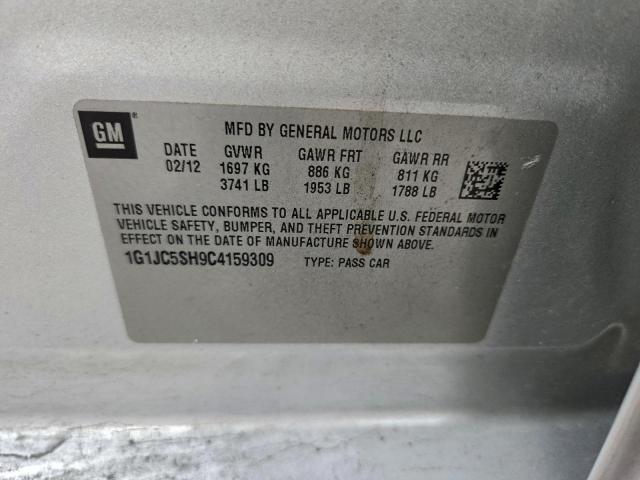 GM
MFD BY GENERAL MOTORS LLC
DATE GVWR GAWR FRT GAWR RR
02/12 1697 KG 886 KG 811 KG
3741 LB 1953 LB 1788 LB
THIS VEHICLE CONFORMS TO ALL APPLICABLE U.S. FEDERAL MOTOR
VEHICLE SAFETY, BUMPER, AND THEFT PREVENTION STANDARDS IN
EFFECT ON THE DATE OF MANUFACTURE SHOWN ABOVE.
1G1JC5SH9C4159309 TYPE: PASS CAR